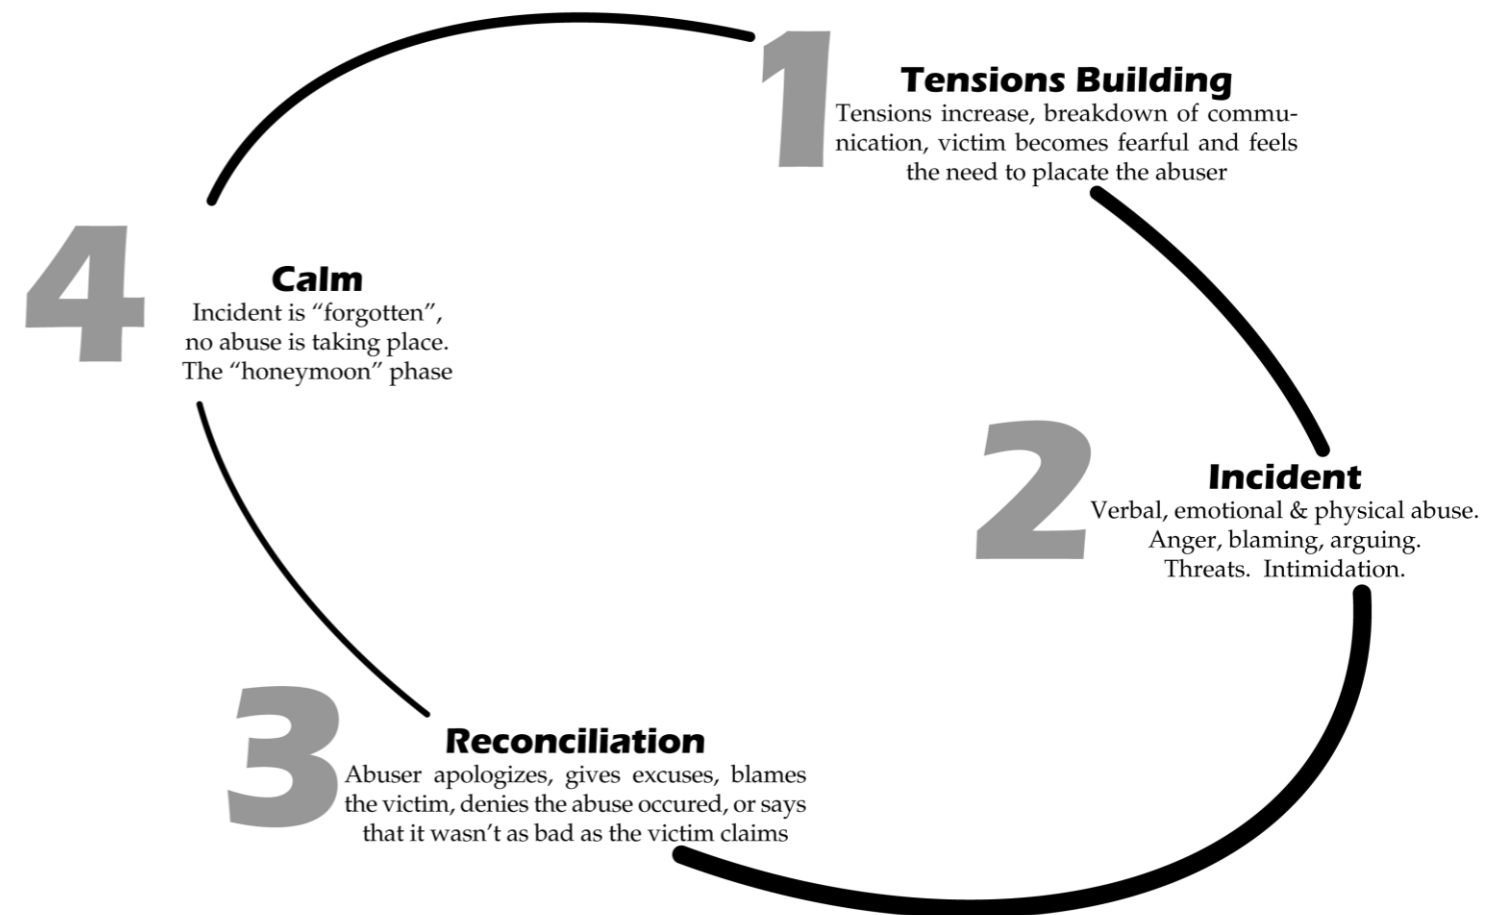 1
Tensions Building
Tensions increase, breakdown of commu-
nication, victim becomes fearful and feels
the need to placate the abuser
2
Incident
Verbal, emotional & physical abuse.
Anger, blaming, arguing.
Threats.  Intimidation.
3
Reconciliation
Abuser apologizes, gives excuses, blames
the victim, denies the abuse occured, or says
that it wasn’t as bad as the victim claims
4
Calm
Incident is “forgotten”,
no abuse is taking place.
The “honeymoon” phase